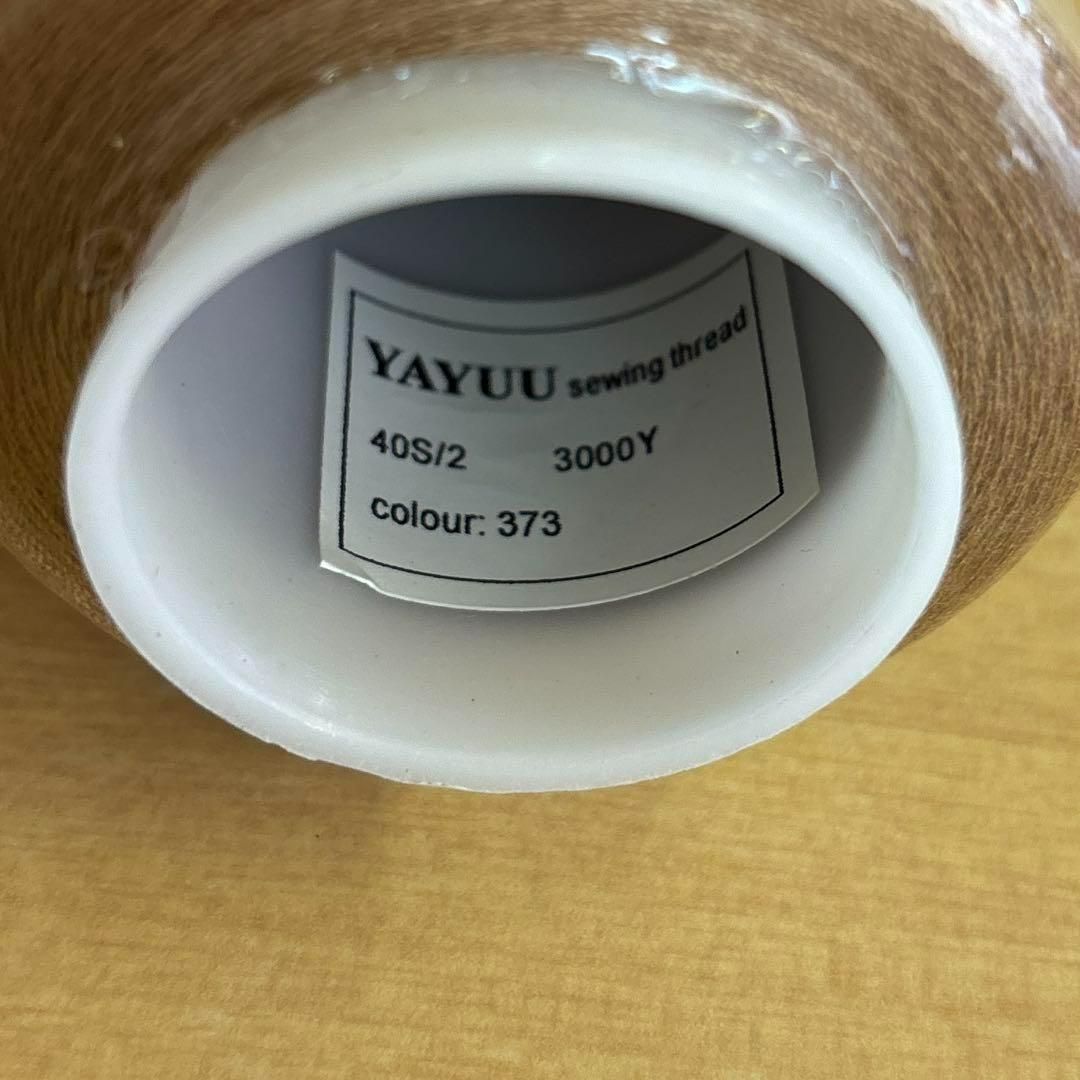 YAYUU sewing thread
40S/2 3000Y
colour: 373